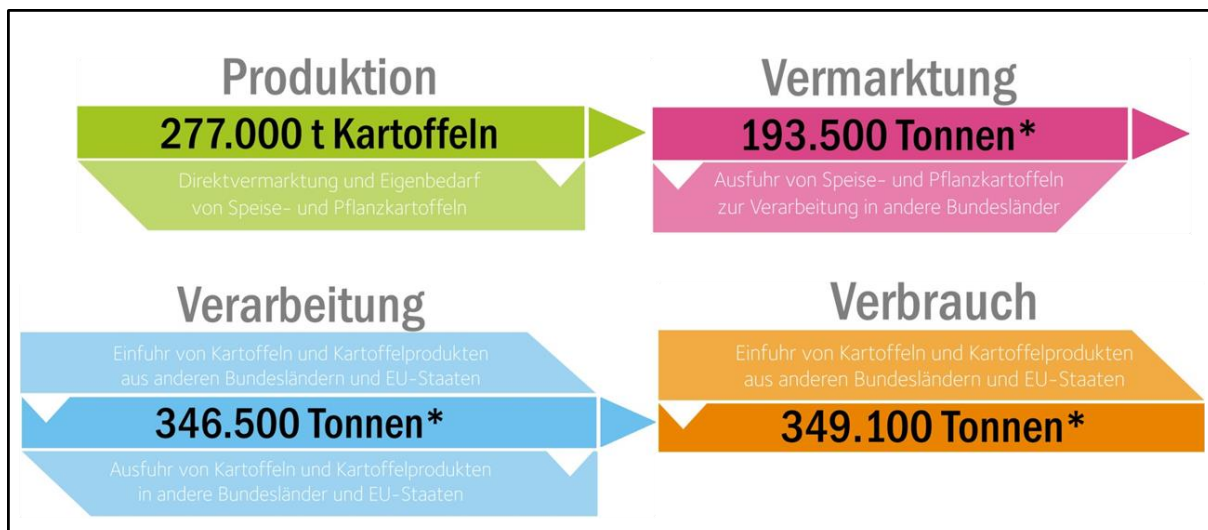 Produktion
277.000 t Kartoffeln
Direktvermarktung und Eigenbedarf
von Speise- und Pflanzkartoffeln
Vermarktung
193.500 Tonnen*
Ausfuhr von Speise- und Pflanzkartoffeln
zur Verarbeitung in andere Bundesländer
Verarbeitung
Einfuhr von Kartoffeln und Kartoffelprodukten
aus anderen Bundesländern und EU-Staaten
346.500 Tonnen*
Ausfuhr von Kartoffeln und Kartoffelprodukten
in andere Bundesländer und EU-Staaten
Verbrauch
Einfuhr von Kartoffeln und Kartoffelprodukten
aus anderen Bundesländern und EU-Staaten
349.100 Tonnen*